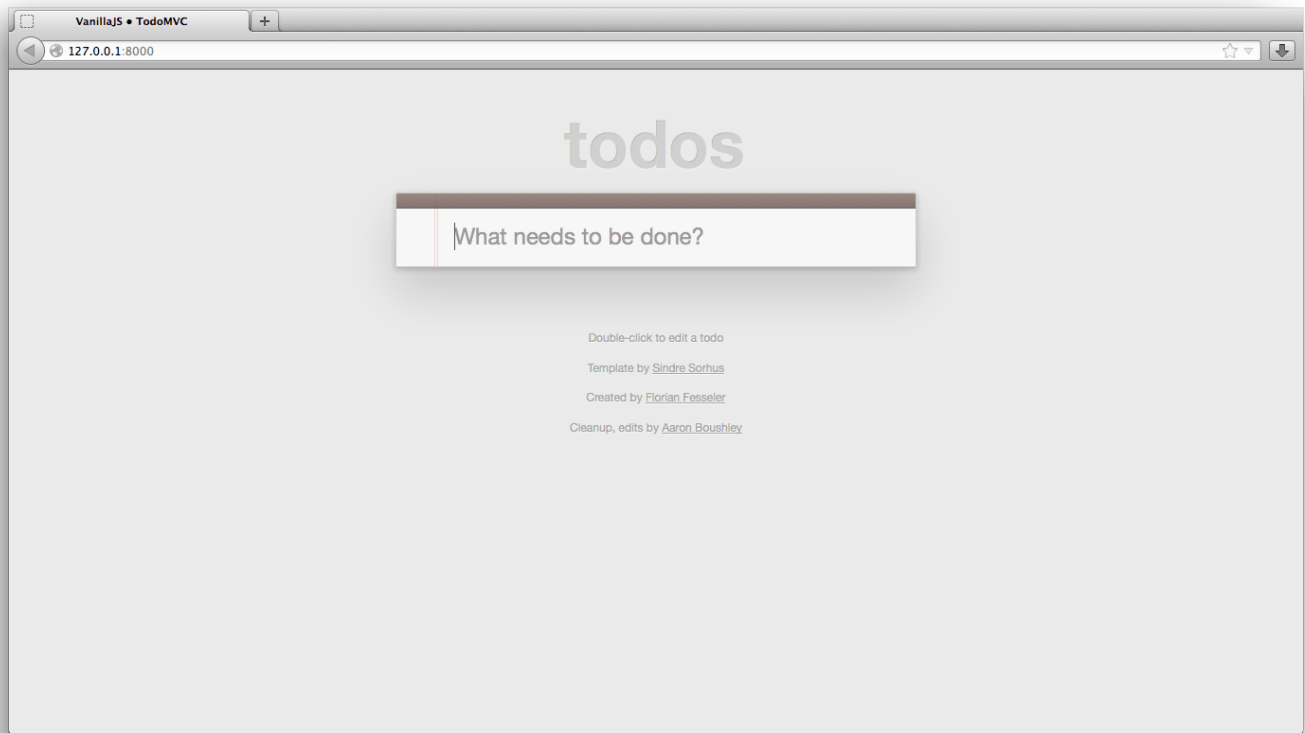 VanillaJS • TodoMVC
127.0.0.1:8000
todos
What needs to be done?
Double-click to edit a todo
Template by Sindre Sorhus
Created by Florian Fesseler
Cleanup, edits by Aaron Boushley